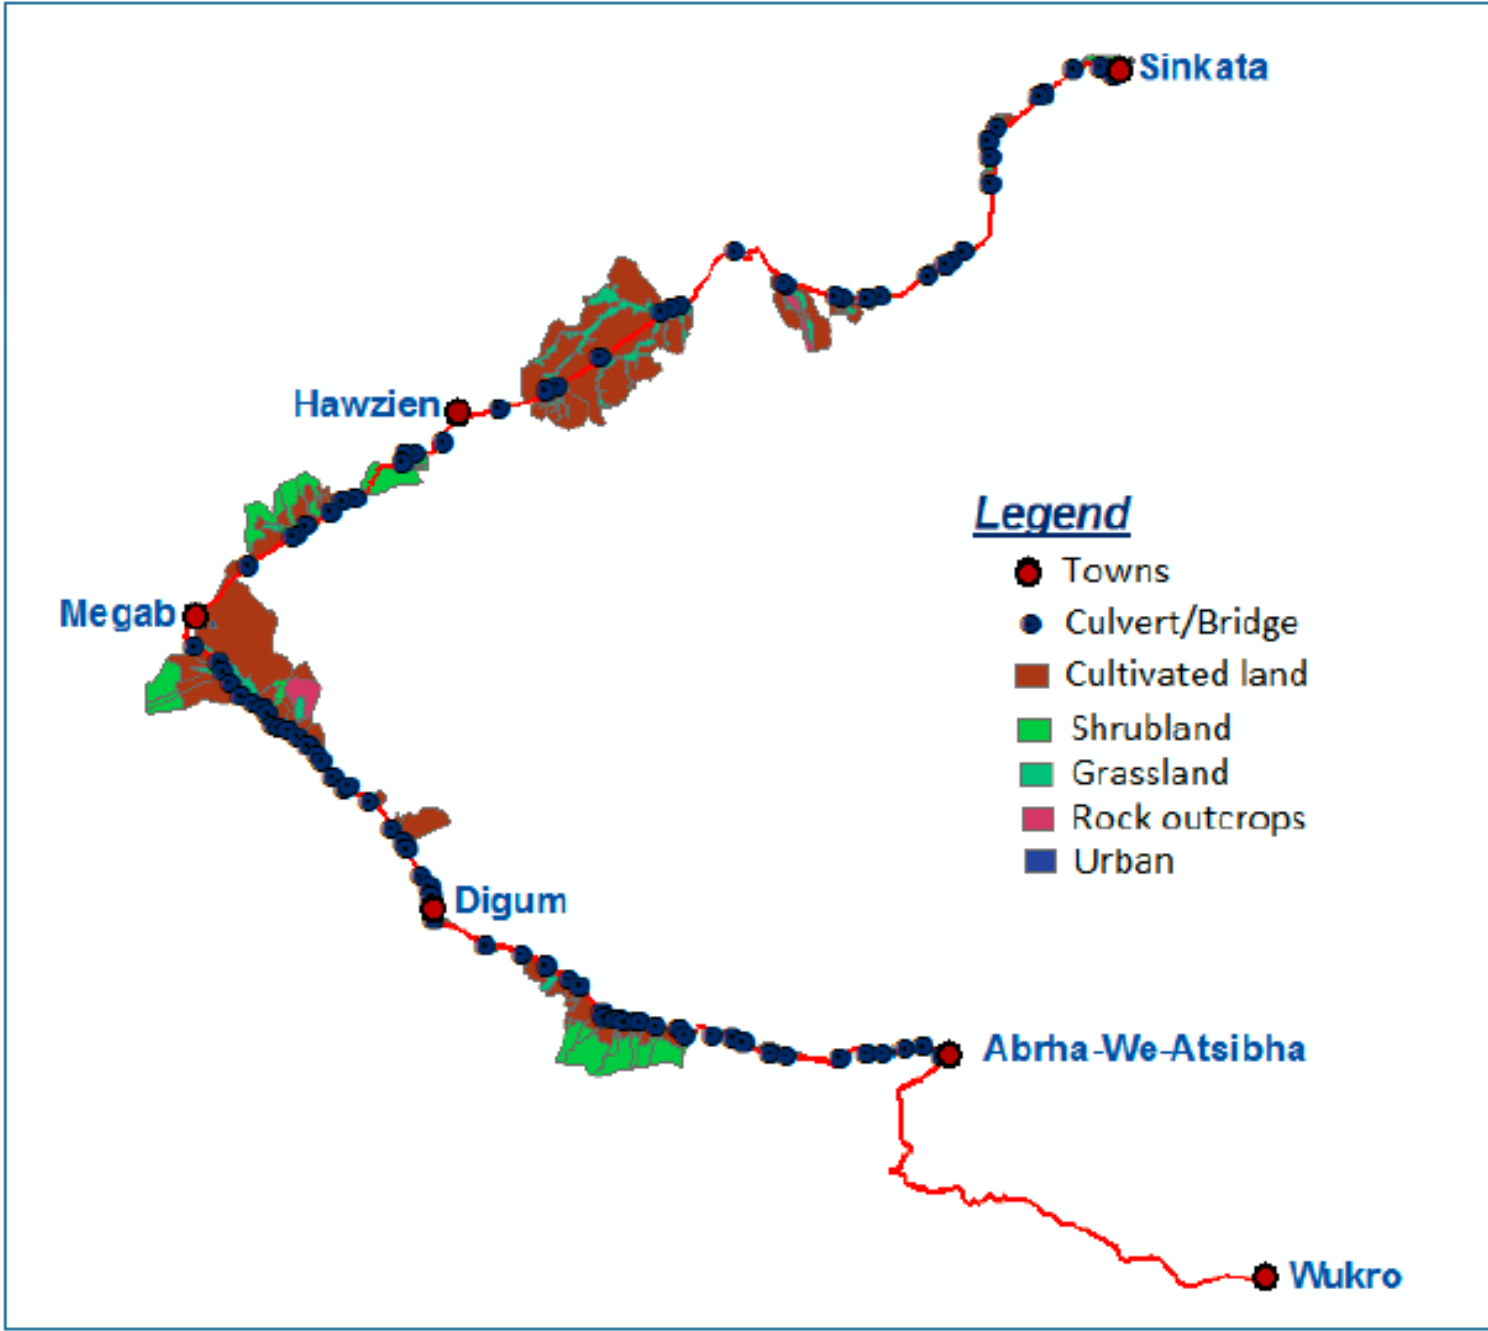 Sinkata
Hawzien
Legend
Towns
Megab
Culvert/Bridge
Cultivated land
Shrubland
Grassland
Rock outcrops
Urban
Digum
Abrha-We-Atsibha
Wukro